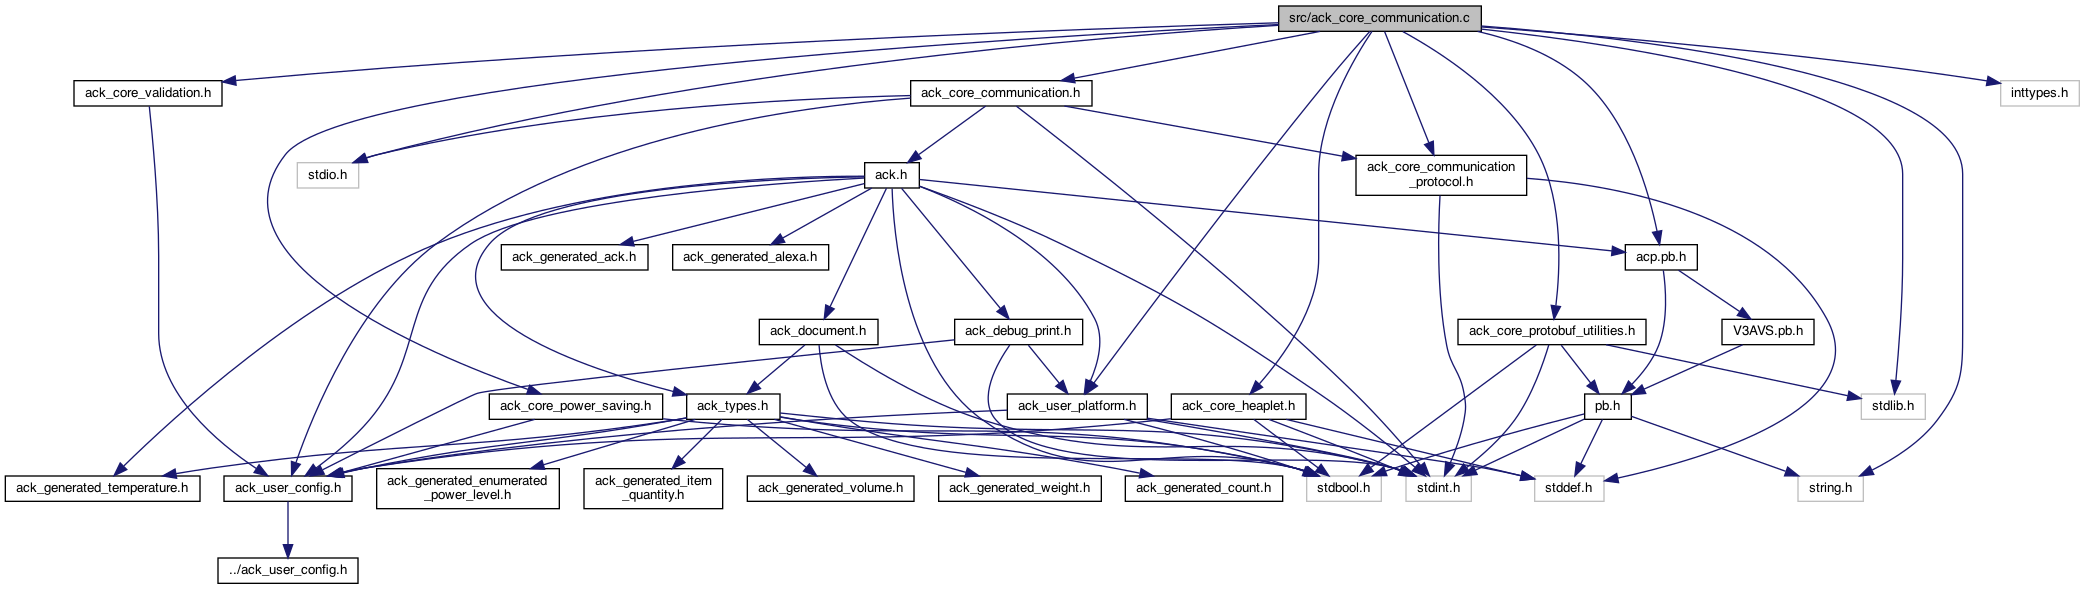 src/ack_core_communication.c
ack_core_validation.h
ack_core_communication.h
inttypes.h
stdio.h
ack.h
ack_core_communication
_protocol.h
ack_generated_ack.h
ack_generated_alexa.h
acp.pb.h
ack_document.h
ack_debug_print.h
ack_core_protobuf_utilities.h
V3AVS.pb.h
ack_core_power_saving.h
ack_types.h
ack_user_platform.h
ack_core_heaplet.h
pb.h
stdlib.h
ack_generated_temperature.h
ack_user_config.h
ack_generated_enumerated
_power_level.h
ack_generated_item
_quantity.h
ack_generated_volume.h
ack_generated_weight.h
ack_generated_count.h
stdbool.h
stdint.h
stddef.h
string.h
../ack_user_config.h